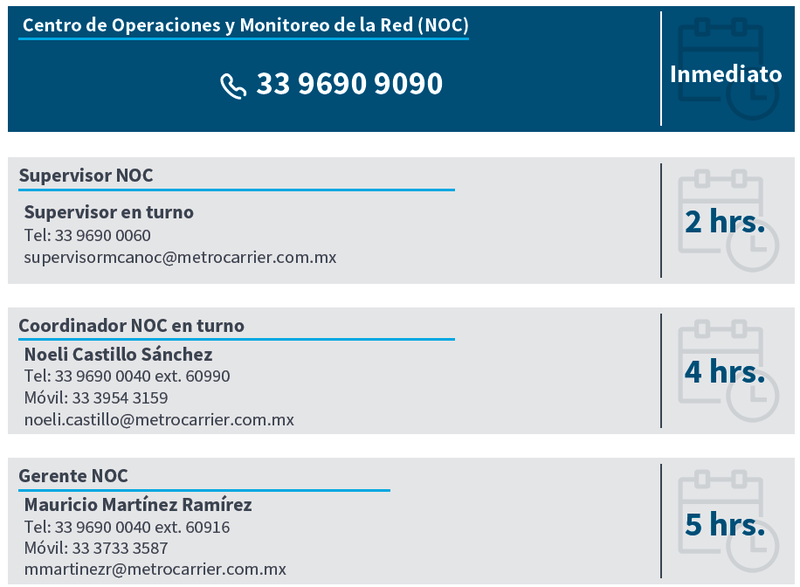 Centro de Operaciones y Monitoreo de la Red (NOC)
33 9690 9090
Inmediato
Supervisor NOC
Supervisor en turno
Tel: 33 9690 0060
supervisormcanoc@metrocarrier.com.mx
2 hrs.
Coordinador NOC en turno
Noeli Castillo Sánchez
Tel: 33 9690 0040 ext. 60990
Móvil: 33 3954 3159
noeli.castillo@metrocarrier.com.mx
4 hrs.
Gerente NOC
Mauricio Martínez Ramírez
Tel: 33 9690 0040 ext. 60916
Móvil: 33 3733 3587
mmartinezr@metrocarrier.com.mx
5 hrs.